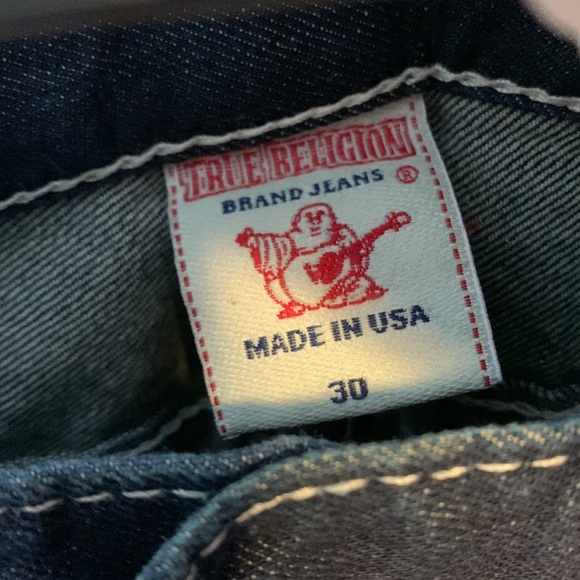 TRUE RELIGION
BRAND JEANS ®
MADE IN USA
30